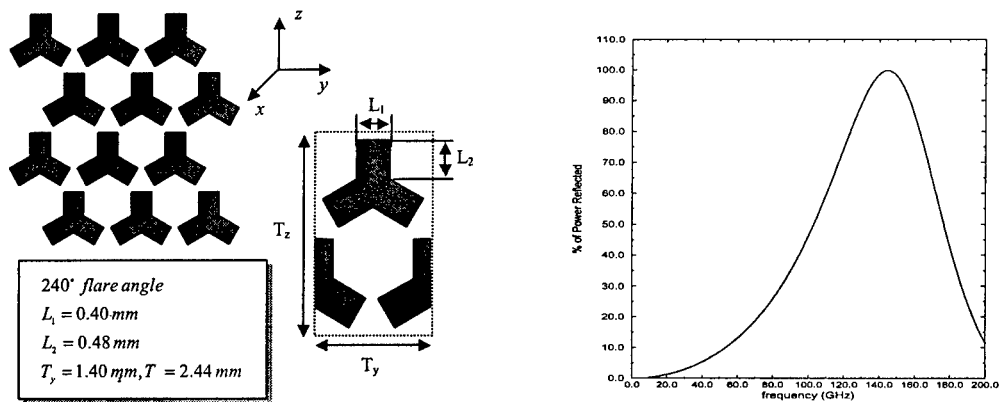 z
y
x
L₁
L₂
T_z
T_y
240° flare angle
L₁ = 0.40 mm
L₂ = 0.48 mm
T_y = 1.40 mm, T = 2.44 mm
% of Power Reflected
110.0
100.0
90.0
80.0
70.0
60.0
50.0
40.0
30.0
20.0
10.0
0.0
0.0 20.0 40.0 60.0 80.0 100.0 120.0 140.0 160.0 180.0 200.0
frequency (GHz)